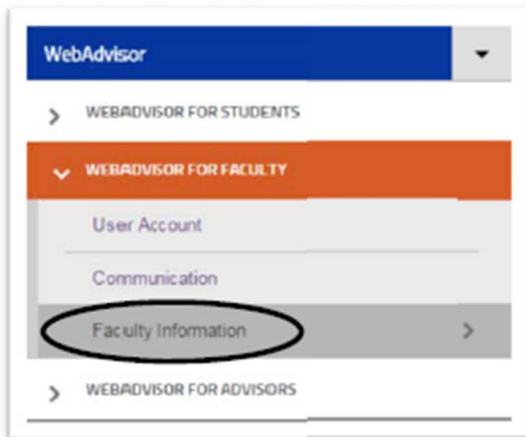 WebAdvisor
WEBADVISOR FOR STUDENTS
WEBADVISOR FOR FACULTY
User Account
Communication
Faculty Information
WEBADVISOR FOR ADVISORS